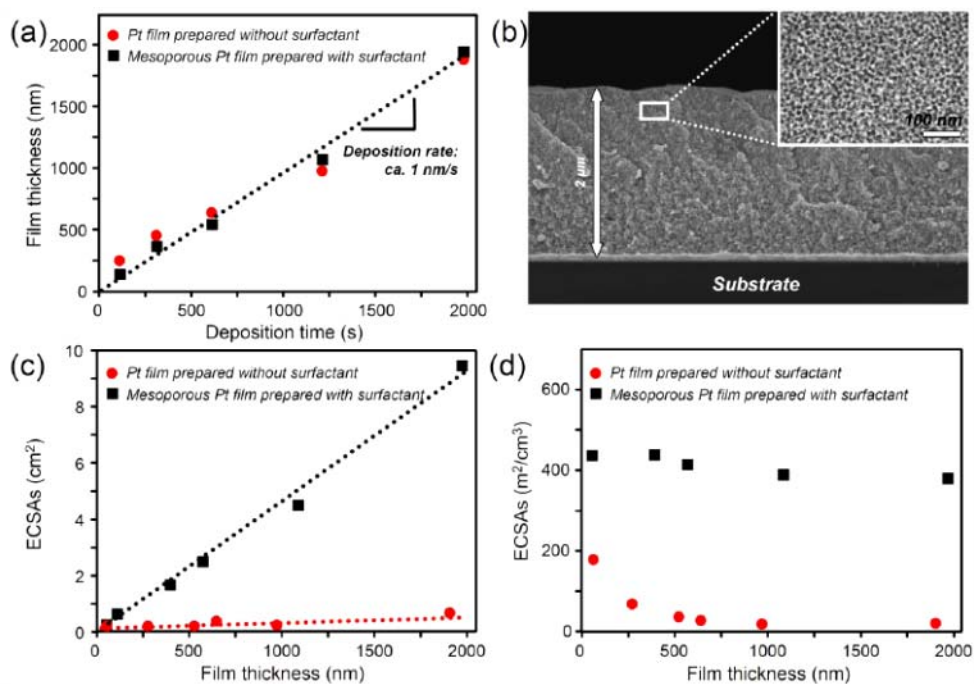 (a)
Pt film prepared without surfactant
Mesoporous Pt film prepared with surfactant
Film thickness (nm)
2000
1500
1000
500
0
Deposition rate:
ca. 1 nm/s
0 500 1000 1500 2000
Deposition time (s)
(b)
100 nm
2 μm
Substrate
(c)
Pt film prepared without surfactant
Mesoporous Pt film prepared with surfactant
ECSAs (cm²)
10
8
6
4
2
0
0 500 1000 1500 2000
Film thickness (nm)
(d)
Pt film prepared without surfactant
Mesoporous Pt film prepared with surfactant
ECSAs (m²/cm³)
600
400
200
0
0 500 1000 1500 2000
Film thickness (nm)